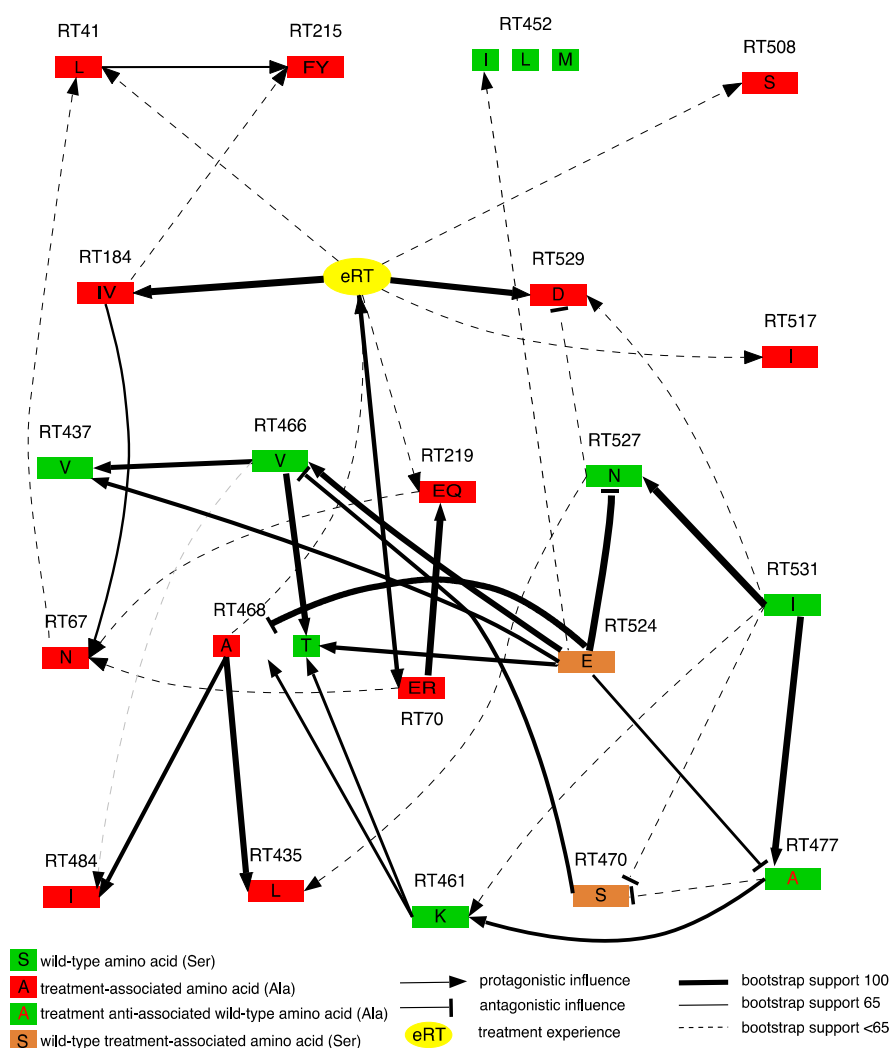 RT41 RT215 RT452
L FY I L M
RT508
S
RT184 eRT RT529
IV D
RT517
I
RT437 RT466
V V
RT219 RT527
EQ N
RT531
I
RT67 RT468 RT524
N A T E
ER
RT70
RT484 RT435 RT470 RT477
I L S A
RT461
K
S wild-type amino acid (Ser)
A treatment-associated amino acid (Ala)
A treatment anti-associated wild-type amino acid (Ala)
S wild-type treatment-associated amino acid (Ser)
protagonistic influence
antagonistic influence
eRT treatment experience
bootstrap support 100
bootstrap support 65
bootstrap support <65